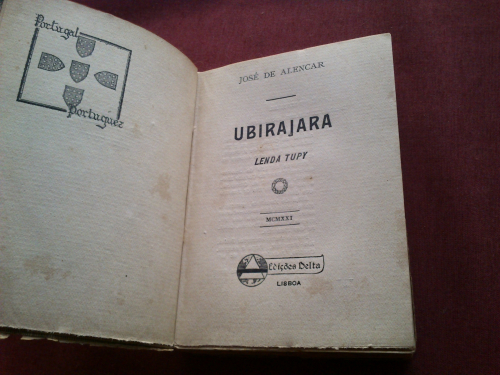 Portugal
Portuguez
JOSÉ DE ALENCAR
UBIRAJARA
LENDA TUPY
MCMXXI
Edições Delta
LISBOA